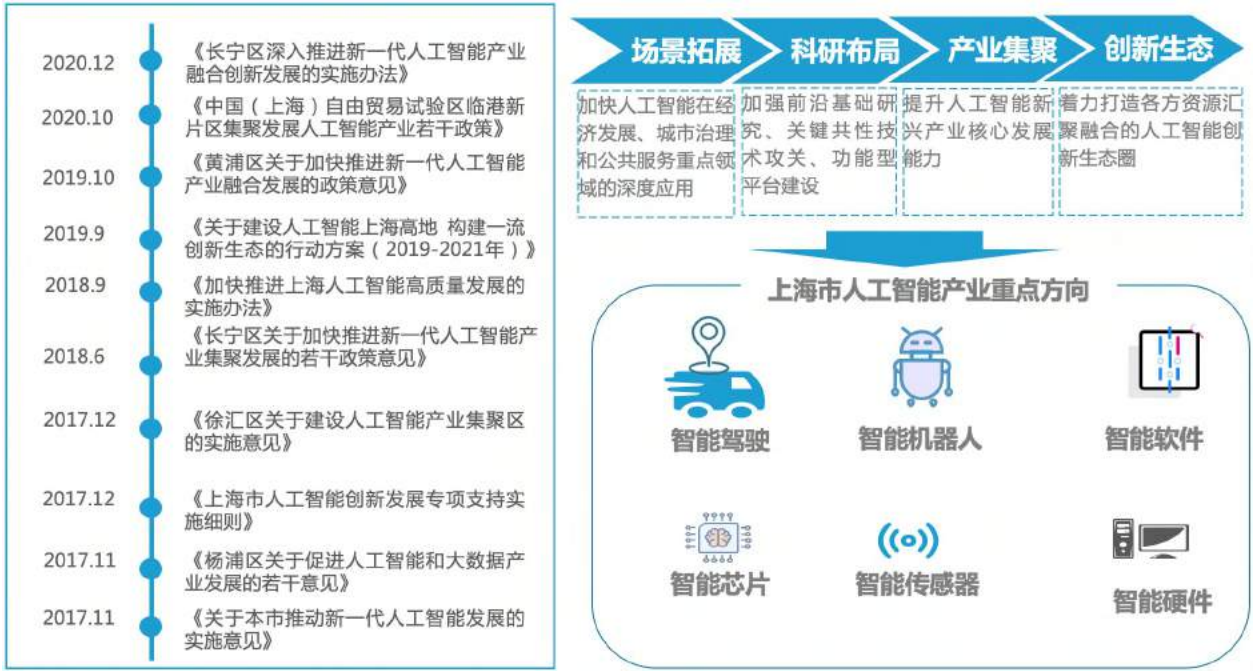 2020.12
《长宁区深入推进新一代人工智能产业
融合创新发展的实施办法》
2020.10
《中国（上海）自由贸易试验区临港新
片区集聚发展人工智能产业若干政策》
2019.10
《黄浦区关于加快推进新一代人工智能
产业融合发展的政策意见》
2019.9
《关于建设人工智能上海高地 构建一流
创新生态的行动方案（2019-2021年）》
2018.9
《加快推进上海人工智能高质量发展的
实施办法》
2018.6
《长宁区关于加快推进新一代人工智能产
业集聚发展的若干政策意见》
2017.12
《徐汇区关于建设人工智能产业集聚区
的实施意见》
2017.12
《上海市人工智能创新发展专项支持实
施细则》
2017.11
《杨浦区关于促进人工智能和大数据产
业发展的若干意见》
2017.11
《关于本市推动新一代人工智能发展的
实施意见》
场景拓展
加快人工智能在经
济发展、城市治理
和公共服务重点领
域的深度应用
科研布局
加强前沿基础研
究、关键共性技
术攻关、功能型
平台建设
产业集聚
提升人工智能新
兴产业核心发展
能力
创新生态
着力打造各方资源汇
聚融合的人工智能创
新生态圈
上海市人工智能产业重点方向
智能驾驶
智能机器人
智能软件
智能芯片
智能传感器
智能硬件